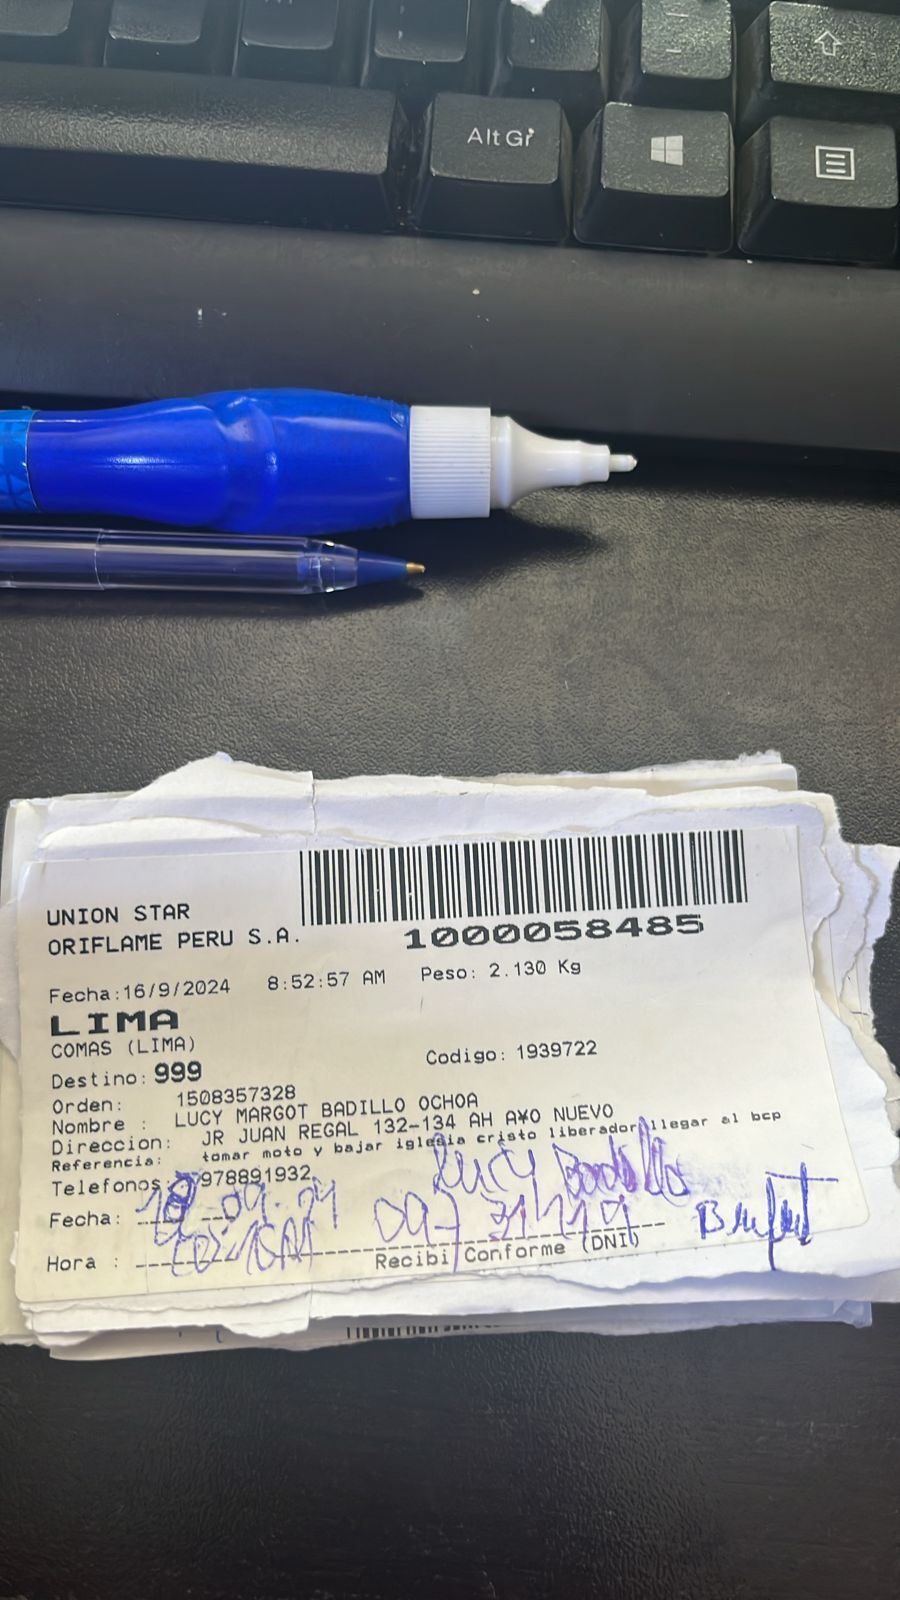 Alt Gr
UNION STAR
ORIFLAME PERU S.A.
1000058485
Fecha:16/9/2024 8:52:57 AM Peso: 2.130 Kg
LIMA
COMAS (LIMA)
Destino: 999 Codigo: 1939722
Orden: 1508357328
Nombre : LUCY MARGOT BADILLO OCHOA
Direccion: JR JUAN REGAL 132-134 AH A¥O NUEVO
Referencia: tomar moto y bajar iglesia cristo liberador llegar al bcp
Telefonos: 978891932
Lucy Badillo
Fecha:
Hora :
Recibi Conforme (DNI)